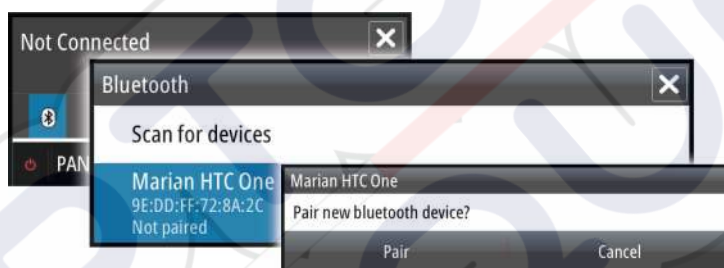 Not Connected
Bluetooth
Scan for devices
PAN
Marian HTC One
9E:DD:FF:72:8A:2C
Not paired
Marian HTC One
Pair new bluetooth device?
Pair
Cancel